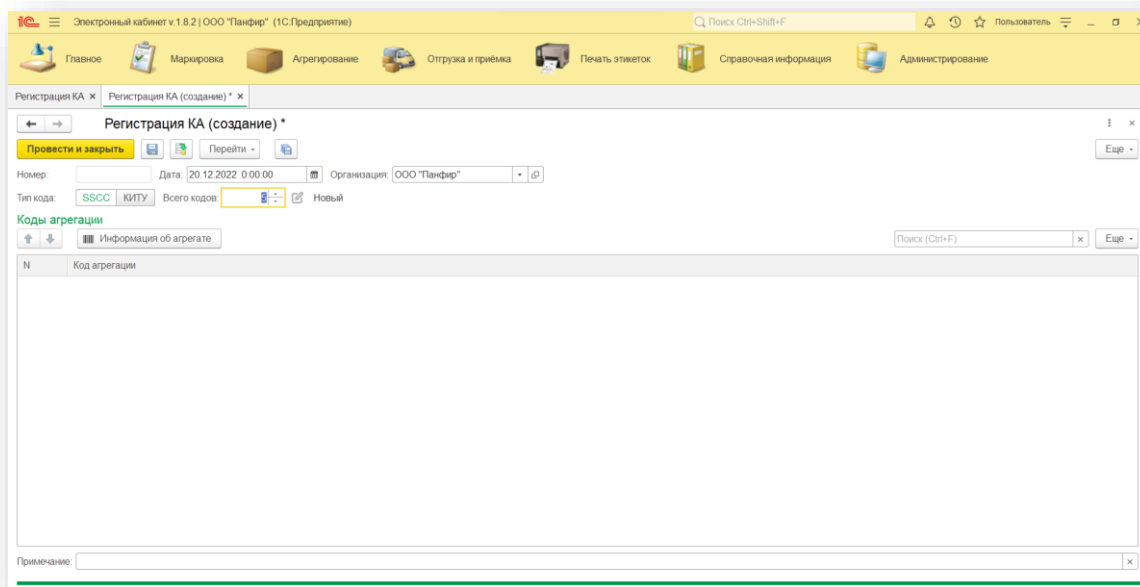 1С Электронный кабинет v.1.8.2 | ООО "Панфир" (1С:Предприятие) Поиск Ctrl+Shift+F Пользователь
Главное Маркировка Агрегирование Отгрузка и приёмка Печать этикеток Справочная информация Администрирование
Регистрация КА × Регистрация КА (создание) * ×
Регистрация КА (создание) *
Провести и закрыть Перейти Еще
Номер: Дата: 20.12.2022 0:00:00 Организация: ООО "Панфир"
Тип кода: SSCC КИТУ Всего кодов: 5 Новый
Коды агрегации
Информация об агрегате Поиск (Ctrl+F) × Еще
N Код агрегации
Примечание: ×